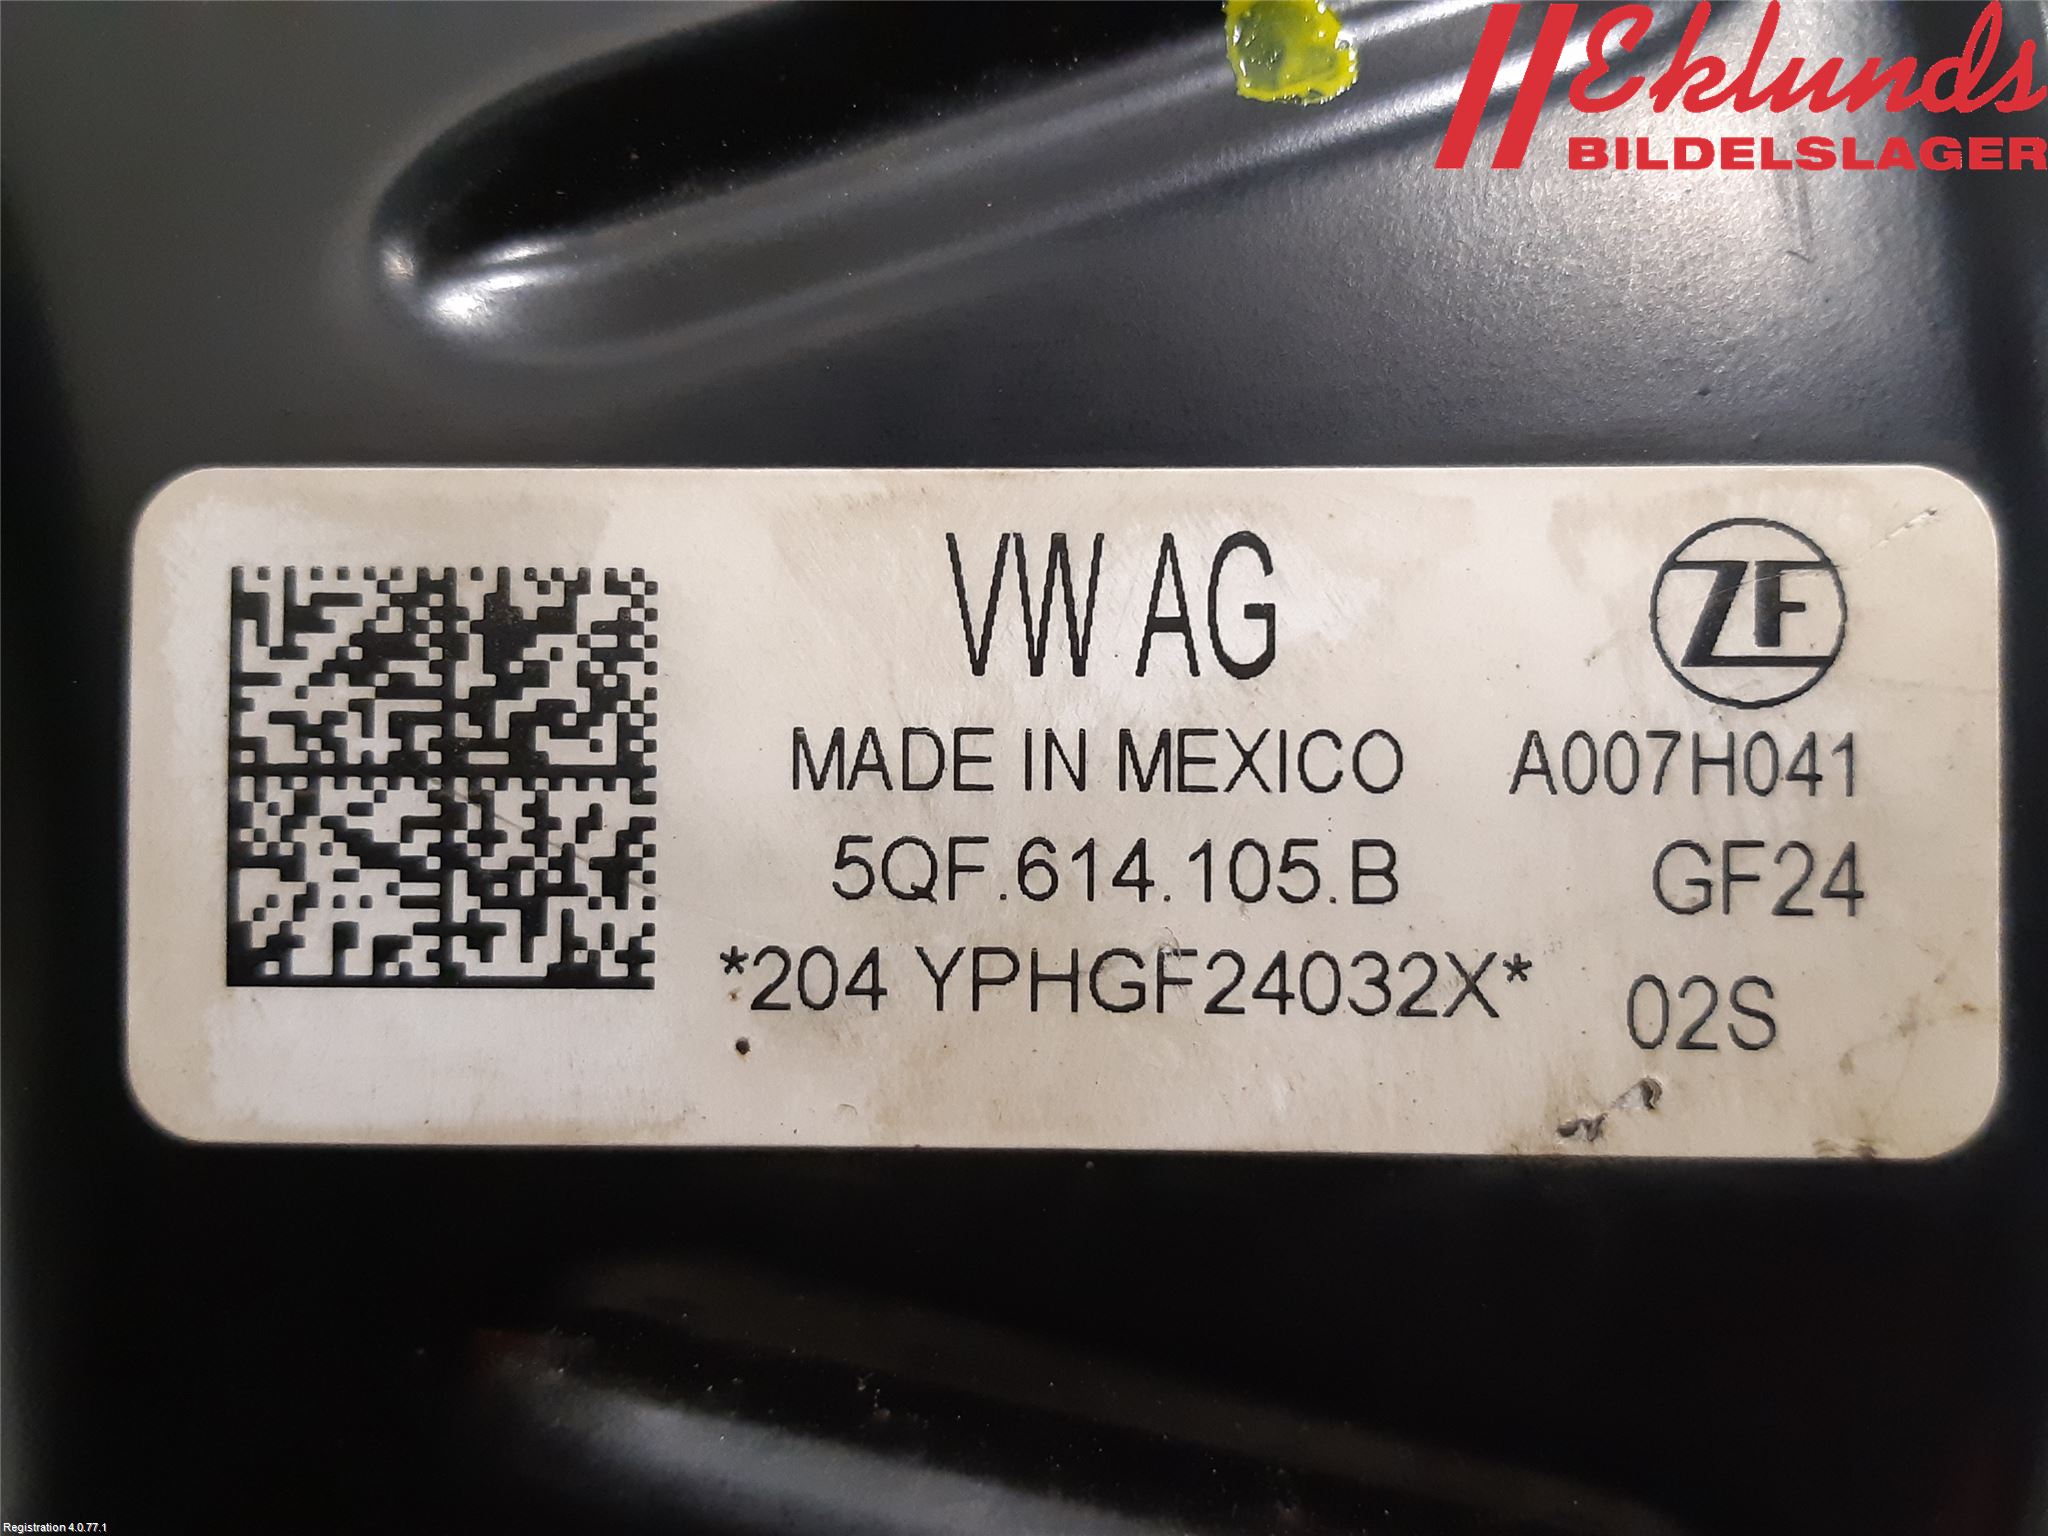 Eklunds
BILDELSLAGER
VW AG
ZF
MADE IN MEXICO
A007H041
5QF.614.105.B
GF24
*204 YPHGF24032X*
02S
Registration 4.0.77.1